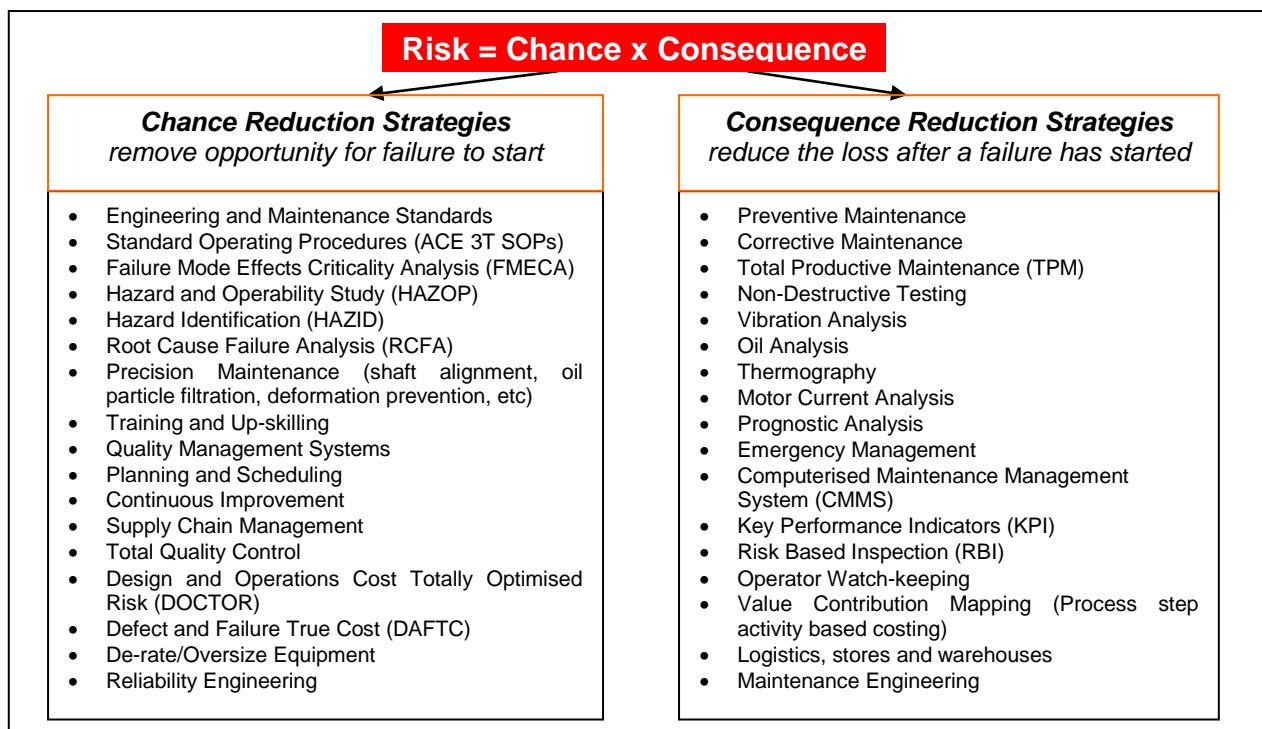 Risk = Chance x Consequence
Chance Reduction Strategies
remove opportunity for failure to start
• Engineering and Maintenance Standards
• Standard Operating Procedures (ACE 3T SOPs)
• Failure Mode Effects Criticality Analysis (FMECA)
• Hazard and Operability Study (HAZOP)
• Hazard Identification (HAZID)
• Root Cause Failure Analysis (RCFA)
• Precision Maintenance (shaft alignment, oil
particle filtration, deformation prevention, etc)
• Training and Up-skilling
• Quality Management Systems
• Planning and Scheduling
• Continuous Improvement
• Supply Chain Management
• Total Quality Control
• Design and Operations Cost Totally Optimised
Risk (DOCTOR)
• Defect and Failure True Cost (DAFTC)
• De-rate/Oversize Equipment
• Reliability Engineering
Consequence Reduction Strategies
reduce the loss after a failure has started
• Preventive Maintenance
• Corrective Maintenance
• Total Productive Maintenance (TPM)
• Non-Destructive Testing
• Vibration Analysis
• Oil Analysis
• Thermography
• Motor Current Analysis
• Prognostic Analysis
• Emergency Management
• Computerised Maintenance Management
System (CMMS)
• Key Performance Indicators (KPI)
• Risk Based Inspection (RBI)
• Operator Watch-keeping
• Value Contribution Mapping (Process step
activity based costing)
• Logistics, stores and warehouses
• Maintenance Engineering